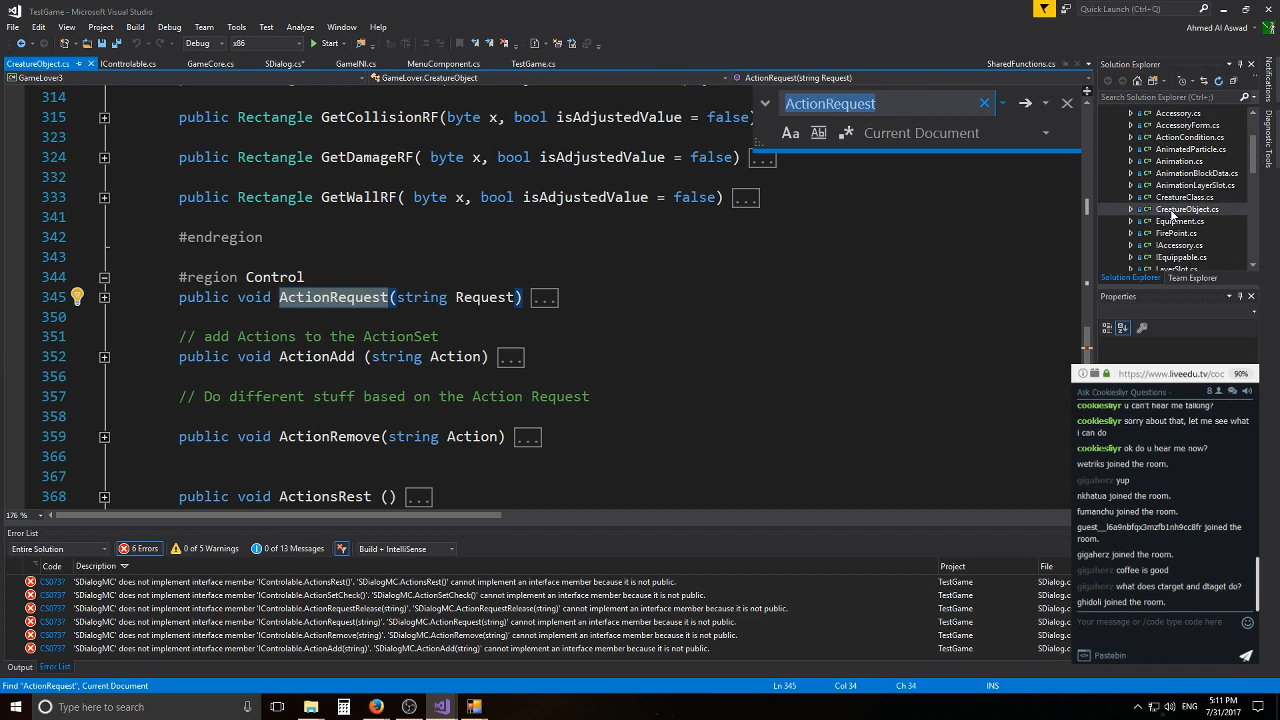 TestGame - Microsoft Visual Studio
Quick Launch (Ctrl+Q)
File Edit View Project Build Debug Team Tools Test Analyze Window Help
Ahmed Al Aswad
Debug x86 Start
CreatureObject.cs IConttrolable.cs GameCore.cs SDialog.cs* GameINI.cs MenuComponent.cs TestGame.cs SharedFunctions.cs
GameLover3 GameLover.CreatureObject ActionRequest(string Request)
314
315 public Rectangle GetCollisionRF(byte x, bool isAdjustedValue = false)
323
324 public Rectangle GetDamageRF( byte x, bool isAdjustedValue = false) ...
332
333 public Rectangle GetWallRF( byte x, bool isAdjustedValue = false) ...
341
342 #endregion
343
344 #region Control
345 public void ActionRequest(string Request) ...
350
351 // add Actions to the ActionSet
352 public void ActionAdd (string Action) ...
356
357 // Do different stuff based on the Action Request
358
359 public void ActionRemove(string Action) ...
366
367
368 public void ActionsRest () ...
ActionRequest
Aa Ab Current Document
176 %
Solution Explorer
Search Solution Explorer (Ctrl+;)
Accessory.cs
AccessoryForm.cs
ActionCondition.cs
AnimatedParticle.cs
Animation.cs
AnimationBlockData.cs
AnimationLayerSlot.cs
CreatureClass.cs
CreatureObject.cs
Equipment.cs
FirePoint.cs
IAccessory.cs
IEquippable.cs
LayerSlot.cs
Solution Explorer Team Explorer
Properties
Notifications
Diagnostic Tools
https://www.liveedu.tv/coc 90%
Ask Cookieslyr Questions - 8
cookieslyr u can't hear me talking?
cookieslyr sorry about that, let me see what
i can do
cookieslyr ok do u hear me now?
wetriks joined the room.
gigaherz yup
nkhatua joined the room.
fumanchu joined the room.
guest__l6a9nbfqx3mzfb1nh9cc8fr joined the
room.
gigaherz joined the room.
gigaherz coffee is good
gigaherz what does ctarget and dtaget do?
ghidoli joined the room.
Your message or /code type code here
Pastebin
Error List
Entire Solution 6 Errors 0 of 5 Warnings 0 of 13 Messages Build + IntelliSense
Code Description Project File
CS0737 'SDialogMC' does not implement interface member 'IControlable.ActionsRest()'. 'SDialogMC.ActionsRest()' cannot implement an interface member because it is not public. TestGame SDialog.c
CS0737 'SDialogMC' does not implement interface member 'IControlable.ActionSetCheck()'. 'SDialogMC.ActionSetCheck()' cannot implement an interface member because it is not public. TestGame SDialog.c
CS0737 'SDialogMC' does not implement interface member 'IControlable.ActionRequestRelease(string)'. 'SDialogMC.ActionRequestRelease(string)' cannot implement an interface member because it is not public. TestGame SDialog.c
CS0737 'SDialogMC' does not implement interface member 'IControlable.ActionRequest(string)'. 'SDialogMC.ActionRequest(string)' cannot implement an interface member because it is not public. TestGame SDialog.c
CS0737 'SDialogMC' does not implement interface member 'IControlable.ActionRemove(string)'. 'SDialogMC.ActionRemove(string)' cannot implement an interface member because it is not public. TestGame SDialog.c
CS0737 'SDialogMC' does not implement interface member 'IControlable.ActionAdd(string)'. 'SDialogMC.ActionAdd(string)' cannot implement an interface member because it is not public. TestGame SDialog.c
Output Error List
Find "ActionRequest", Current Document Ln 345 Col 34 Ch 34 INS
Type here to search
ENG
5:11 PM
7/31/2017